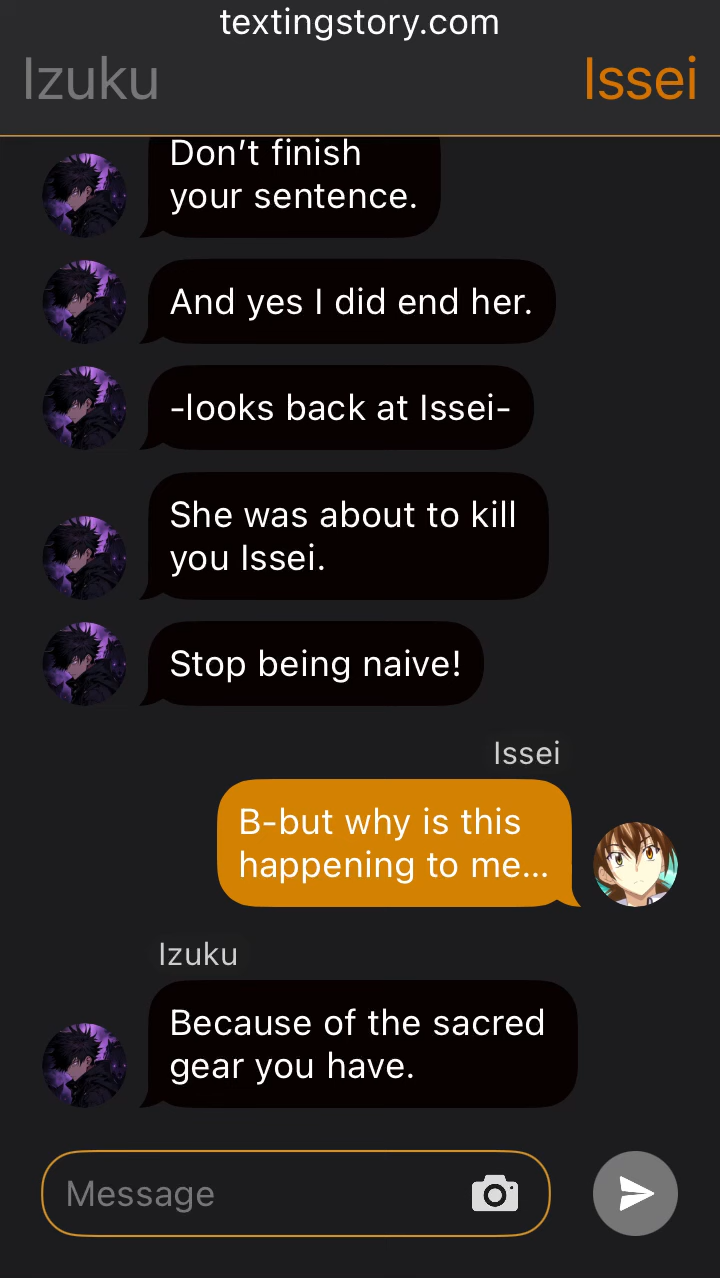 textingstory.com
Izuku
Issei
Don’t finish
your sentence.
And yes I did end her.
-looks back at Issei-
She was about to kill
you Issei.
Stop being naive!
Issei
B-but why is this
happening to me...
Izuku
Because of the sacred
gear you have.
Message